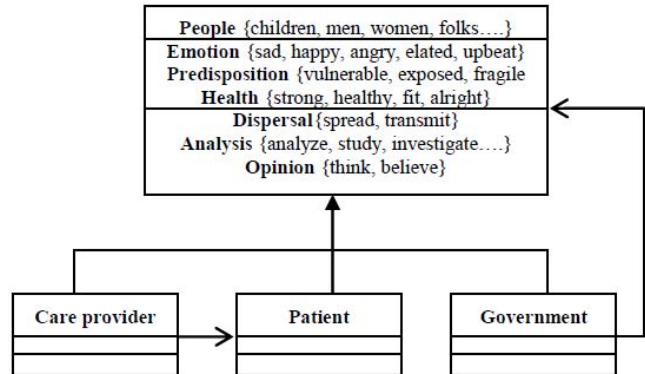 People {children, men, women, folks….}
Emotion {sad, happy, angry, elated, upbeat}
Predisposition {vulnerable, exposed, fragile
Health {strong, healthy, fit, alright}
Dispersal{spread, transmit}
Analysis {analyze, study, investigate….}
Opinion {think, believe}
Care provider
Patient
Government